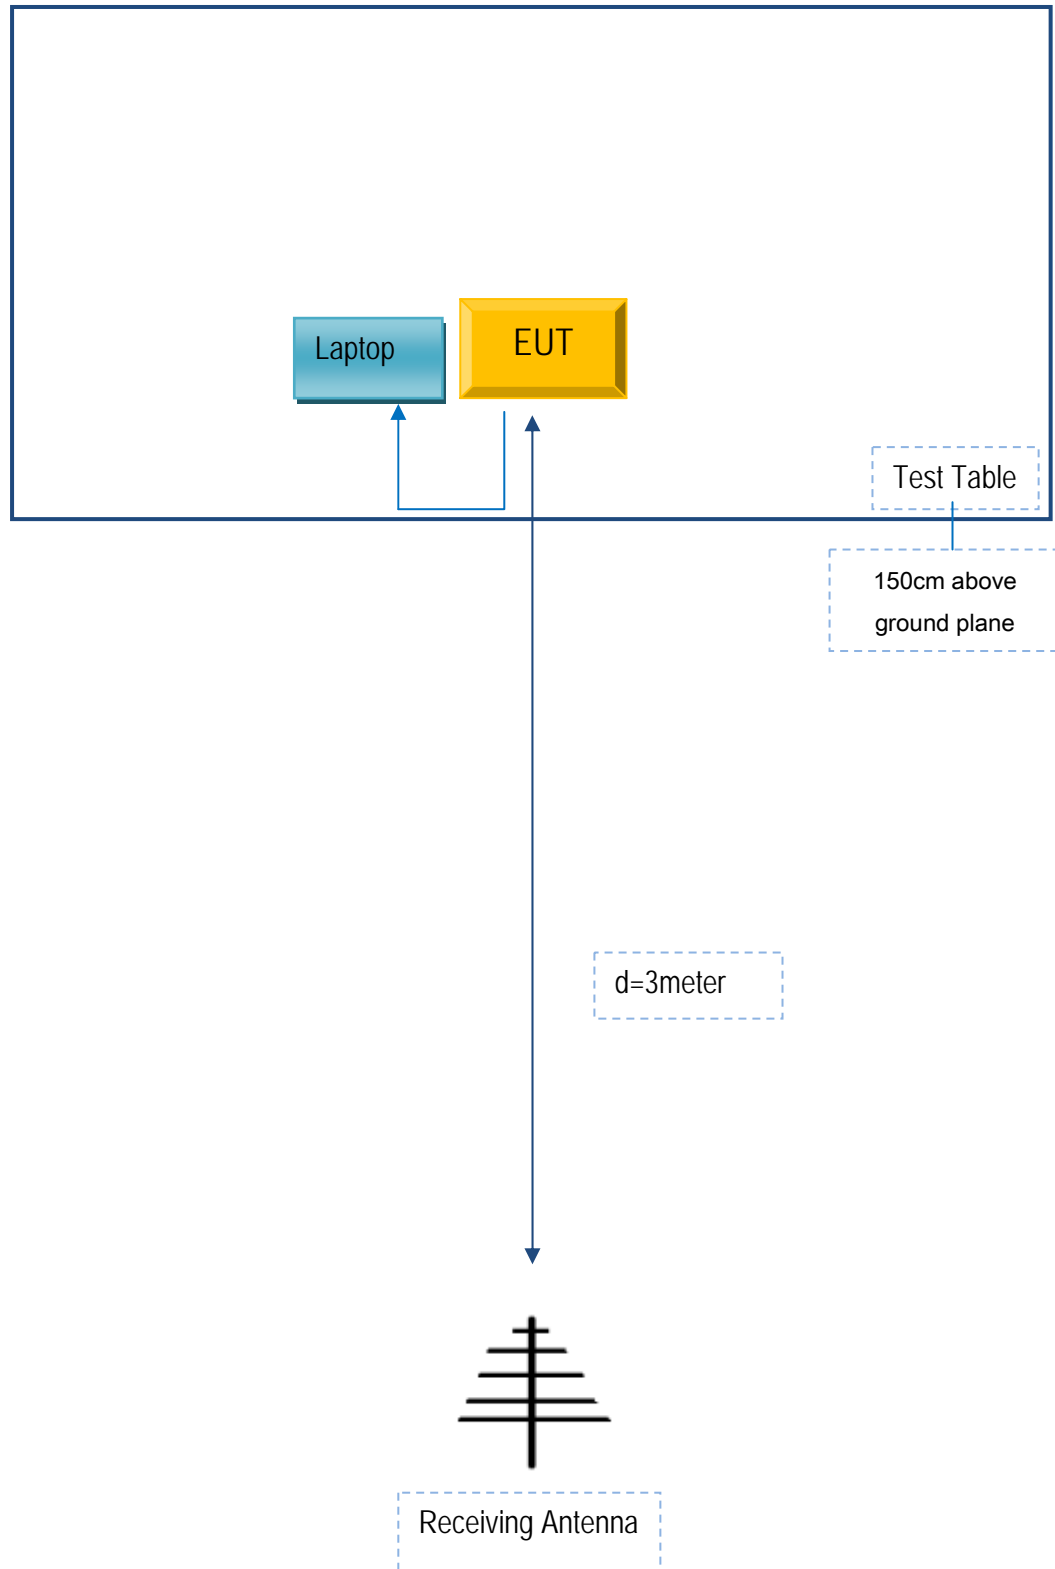 Laptop
EUT
Test Table
150cm above
ground plane
d=3meter
Receiving Antenna